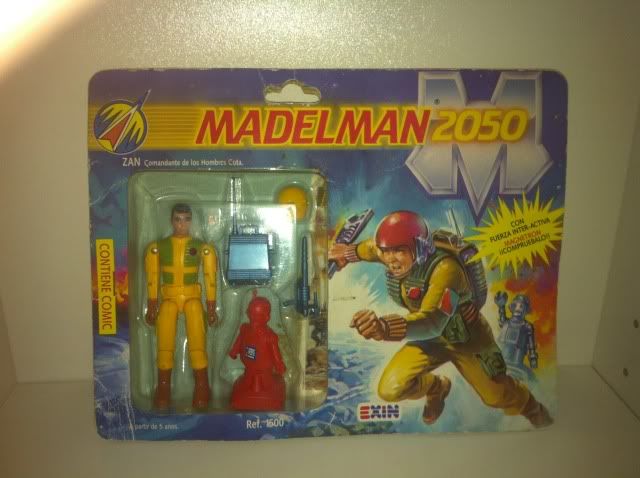 MADELMAN 2050
ZAN Comandante de los Hombres Cota.
CON
FUERZA INTER-ACTIVA
MAGNETRON
¡¡COMPRUEBALO!!
CONTIENE COMIC
EXIN
Ref. 1600
A partir de 5 años.